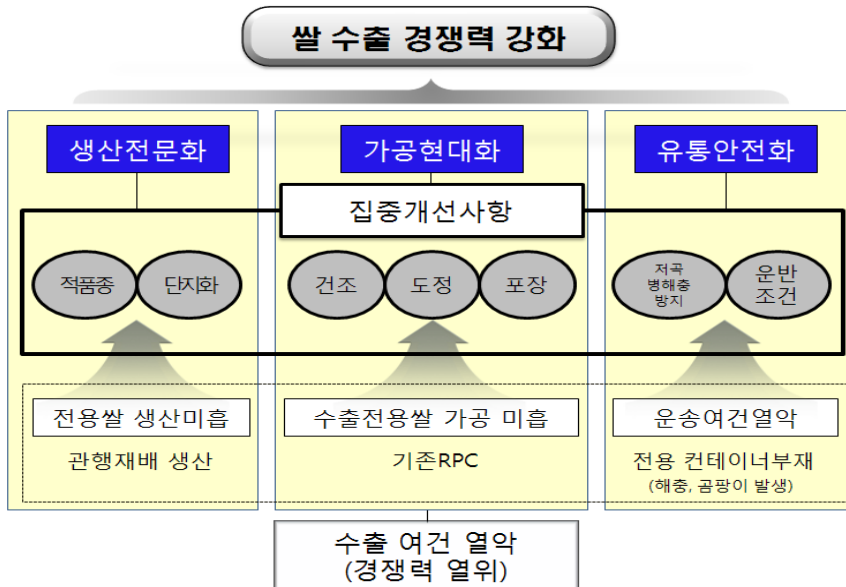 쌀 수출 경쟁력 강화
생산전문화
가공현대화
유통안전화
집중개선사항
적품종
단지화
건조
도정
포장
저곡
병해충
방지
운반
조건
전용쌀 생산미흡
수출전용쌀 가공 미흡
운송여건열악
관행재배 생산
기존RPC
전용 컨테이너부재
(해충, 곰팡이 발생)
수출 여건 열악
(경쟁력 열위)